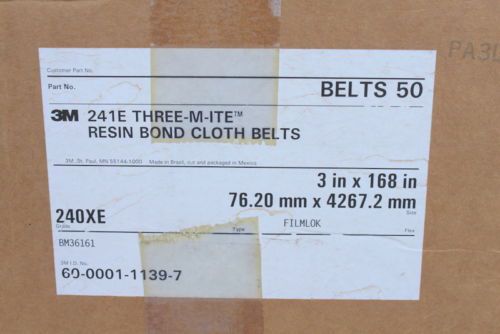 PA3
Customer Part No.
Part No.
BELTS 50
3M 241E THREE-M-ITE™
RESIN BOND CLOTH BELTS
3M, St. Paul, MN 55144-1000 Made in Brazil, cut and packaged in Mexico
3 in x 168 in
76.20 mm x 4267.2 mm
Size
240XE
Grade
Type
FILMLOK
Flex
BM36161
3M I.D. No.
60-0001-1139-7